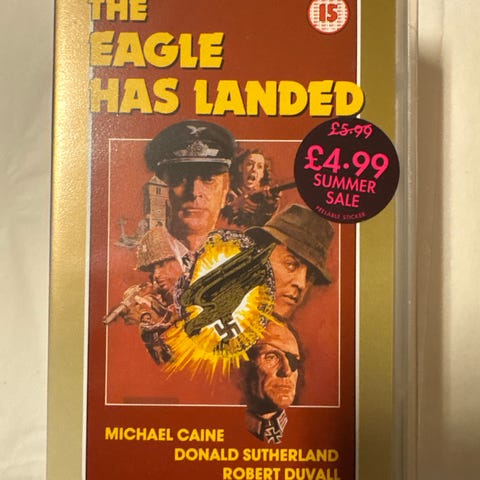 THE
EAGLE
HAS LANDED
15
£5.99
£4.99
SUMMER
SALE
PEELABLE STICKER
MICHAEL CAINE
DONALD SUTHERLAND
ROBERT DUVALL